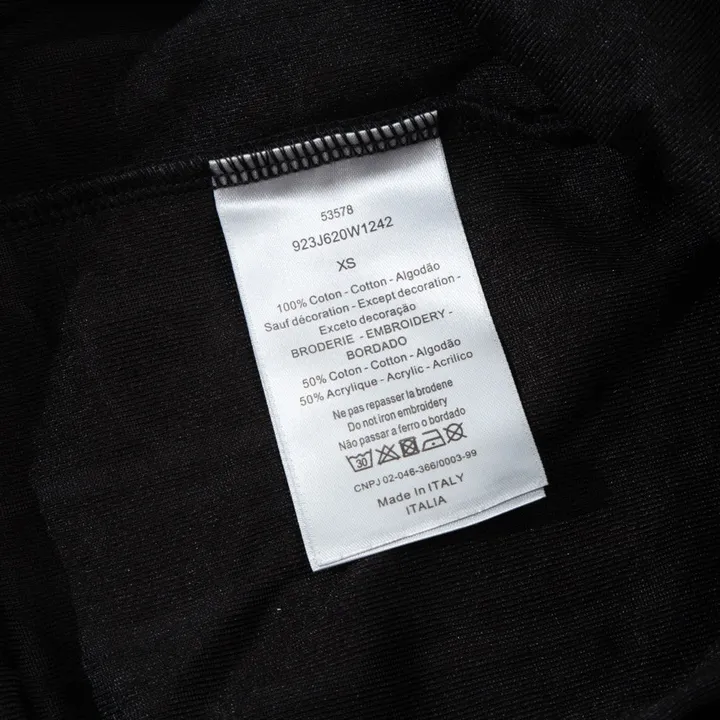 53578
923J620W1242
XS
100% Coton - Cotton - Algodão
Sauf décoration - Except decoration -
Exceto decoração
BRODERIE - EMBROIDERY -
BORDADO
50% Coton - Cotton - Algodão
50% Acrylique - Acrylic - Acrilico
Ne pas repasser la brodene
Do not iron embroidery
Não passar a ferro o bordado
30
CNPJ 02-046-366/0003-99
Made In ITALY
ITALIA